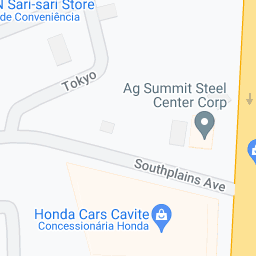 N Sari-sari Store
de Conveniência
Tokyo
Ag Summit Steel
Center Corp
Southplains Ave
Honda Cars Cavite
Concessionária Honda